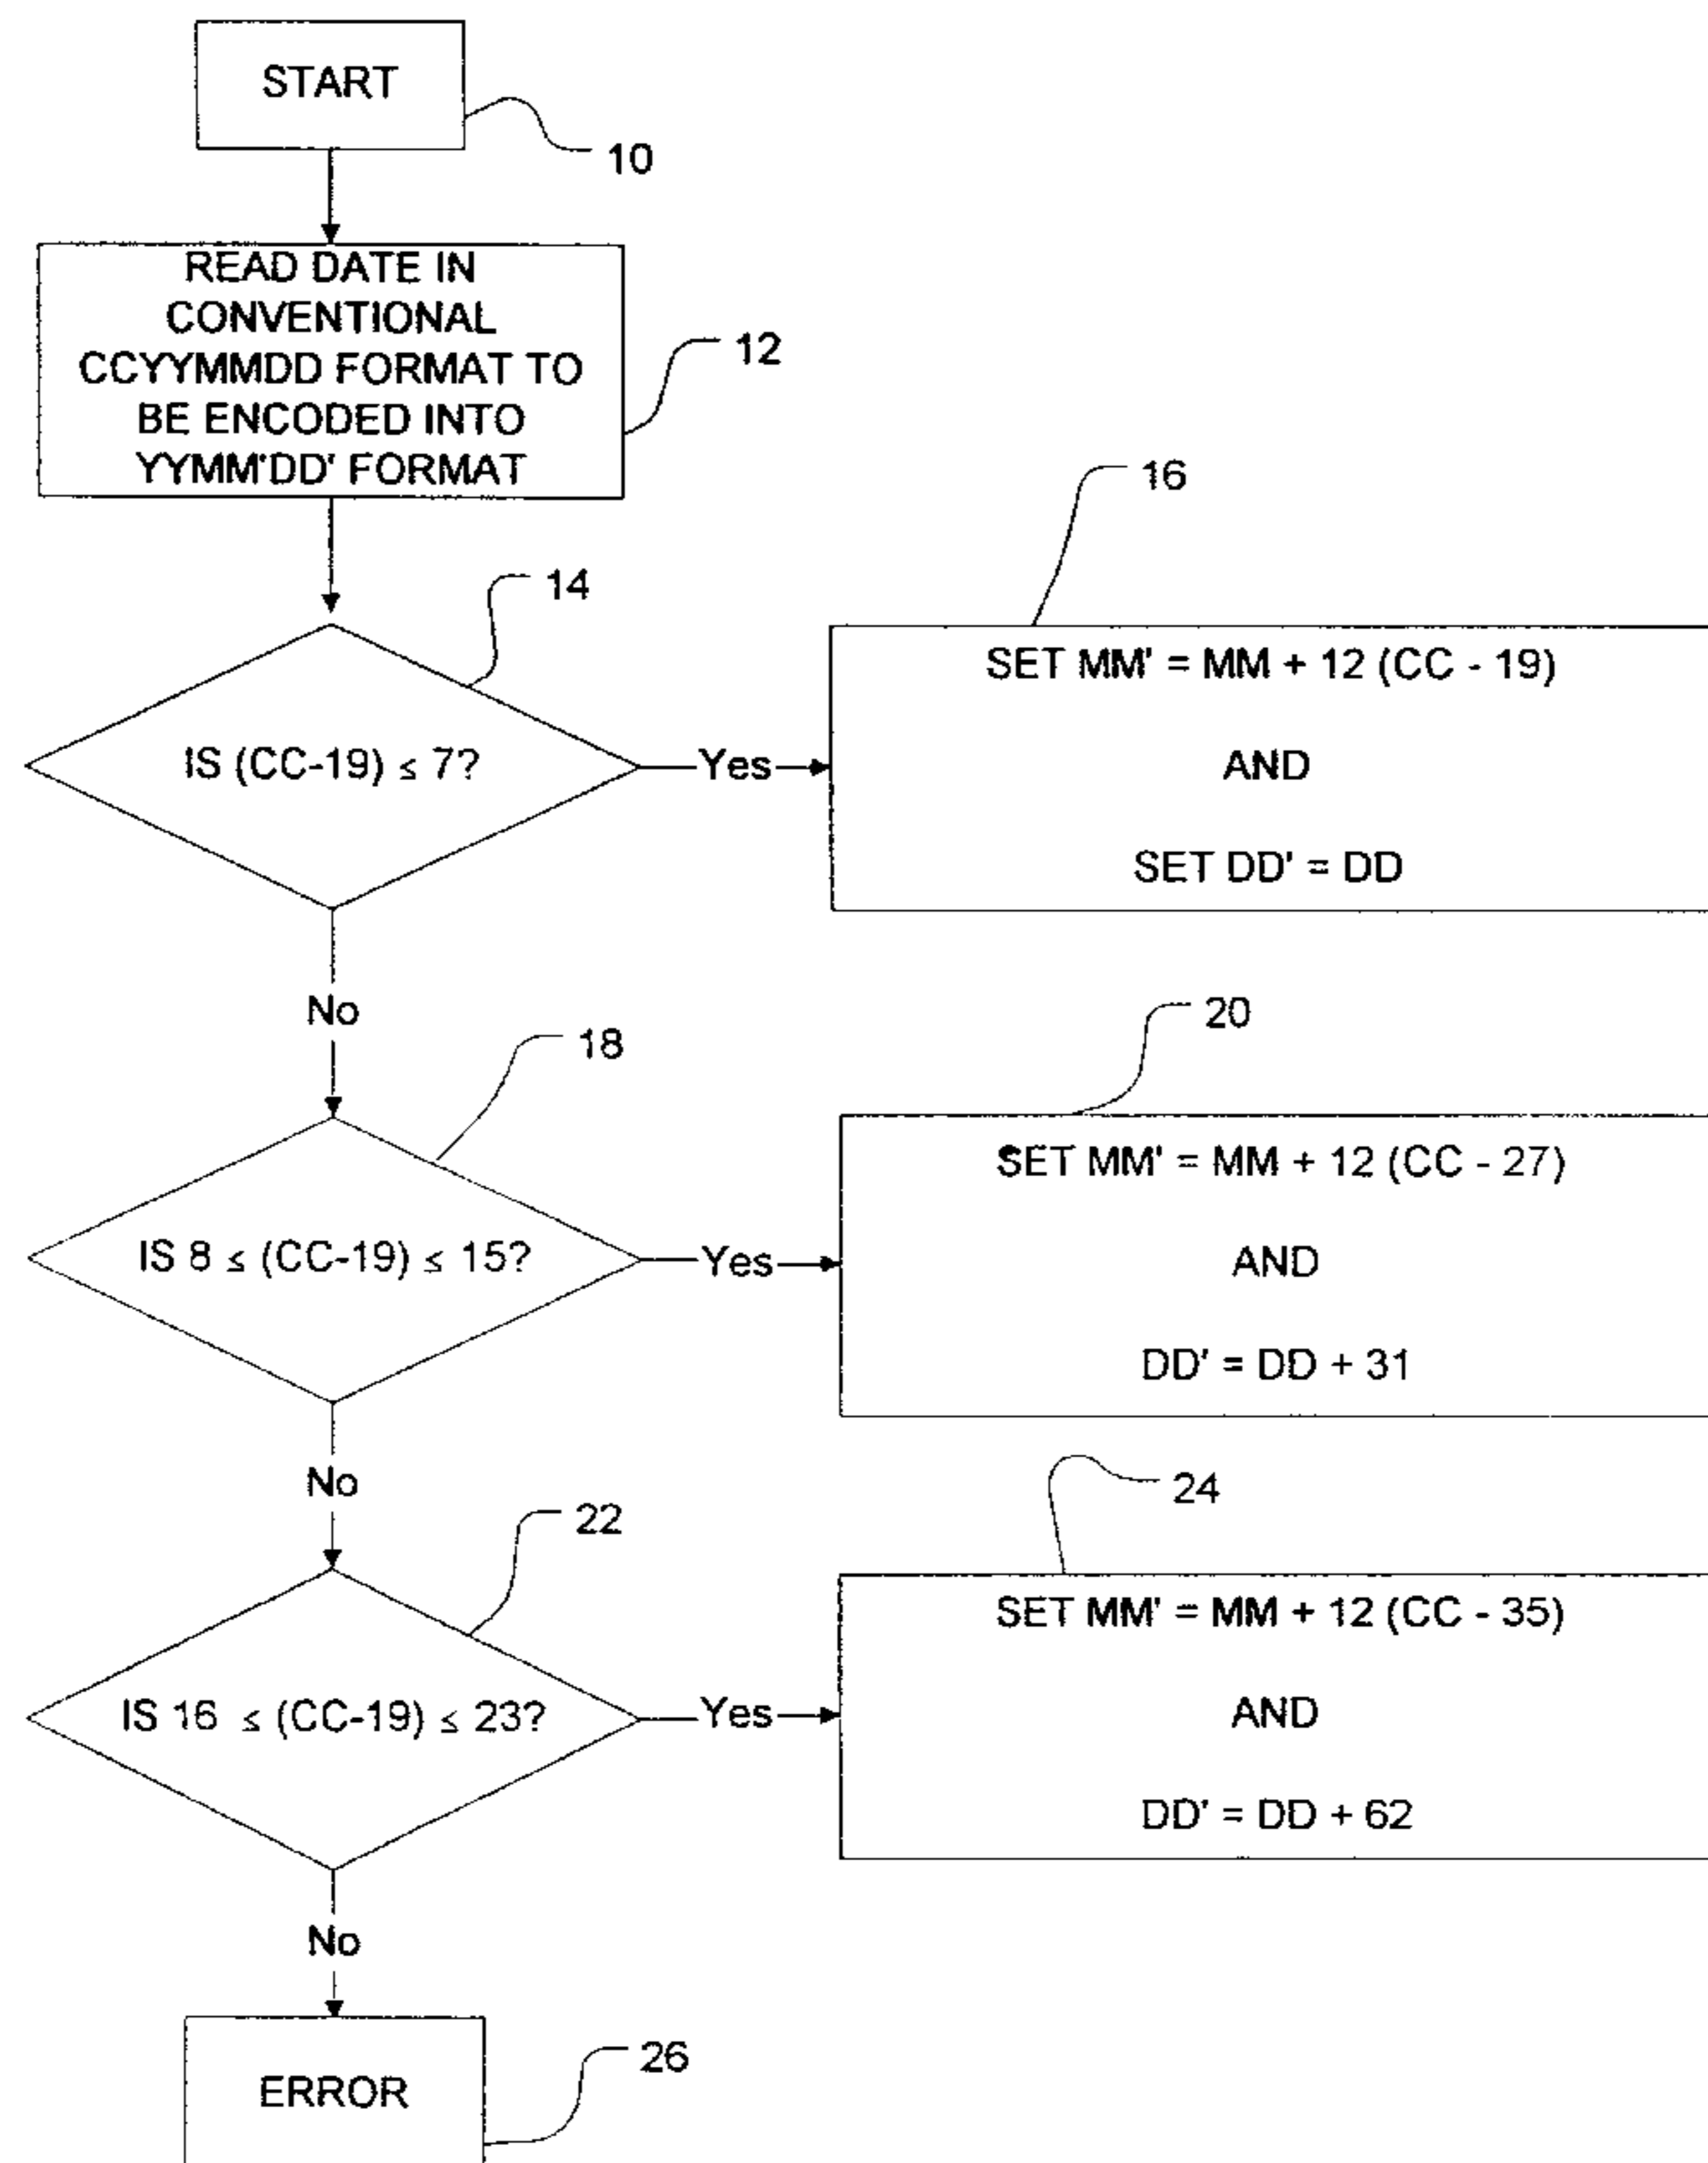 START
10
READ DATE IN
CONVENTIONAL
CCYYMMDD FORMAT TO
BE ENCODED INTO
YYMM'DD' FORMAT
12
14
16
IS (CC-19) ≤ 7?
Yes
SET MM' = MM + 12 (CC - 19)
AND
SET DD' = DD
No
18
20
IS 8 ≤ (CC-19) ≤ 15?
Yes
SET MM' = MM + 12 (CC - 27)
AND
DD' = DD + 31
No
22
24
IS 16 ≤ (CC-19) ≤ 23?
Yes
SET MM' = MM + 12 (CC - 35)
AND
DD' = DD + 62
No
ERROR
26